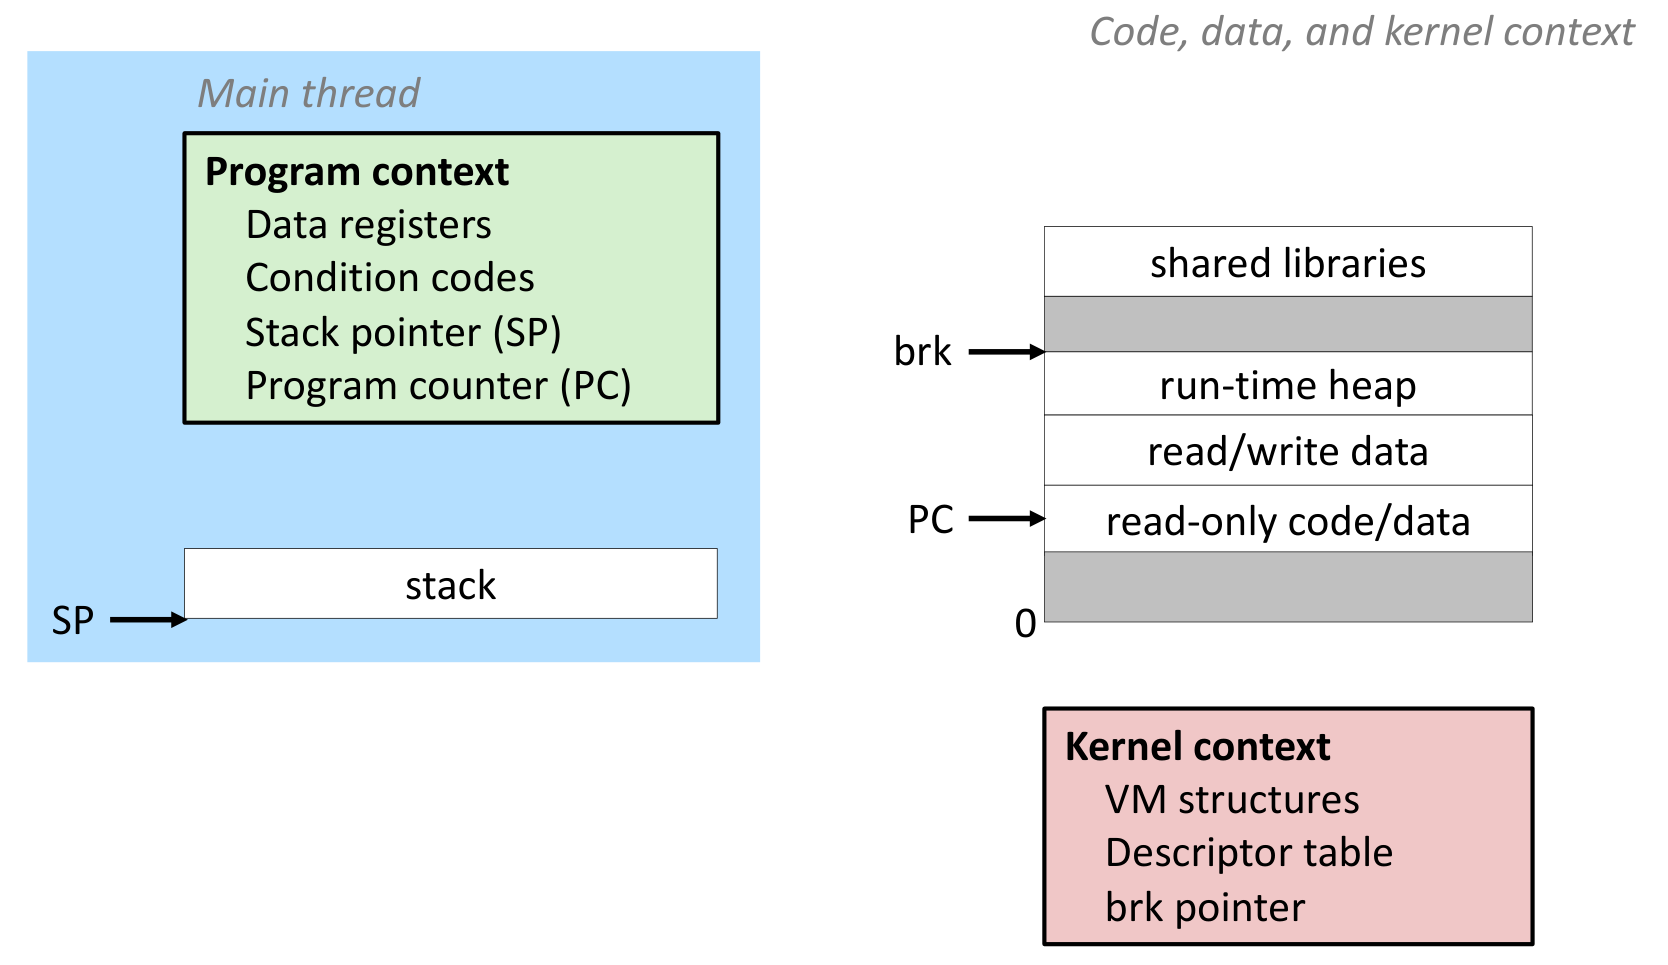 Code, data, and kernel context
Main thread
Program context
Data registers
Condition codes
Stack pointer (SP)
Program counter (PC)
stack
SP
shared libraries
brk
run-time heap
read/write data
PC
read-only code/data
0
Kernel context
VM structures
Descriptor table
brk pointer